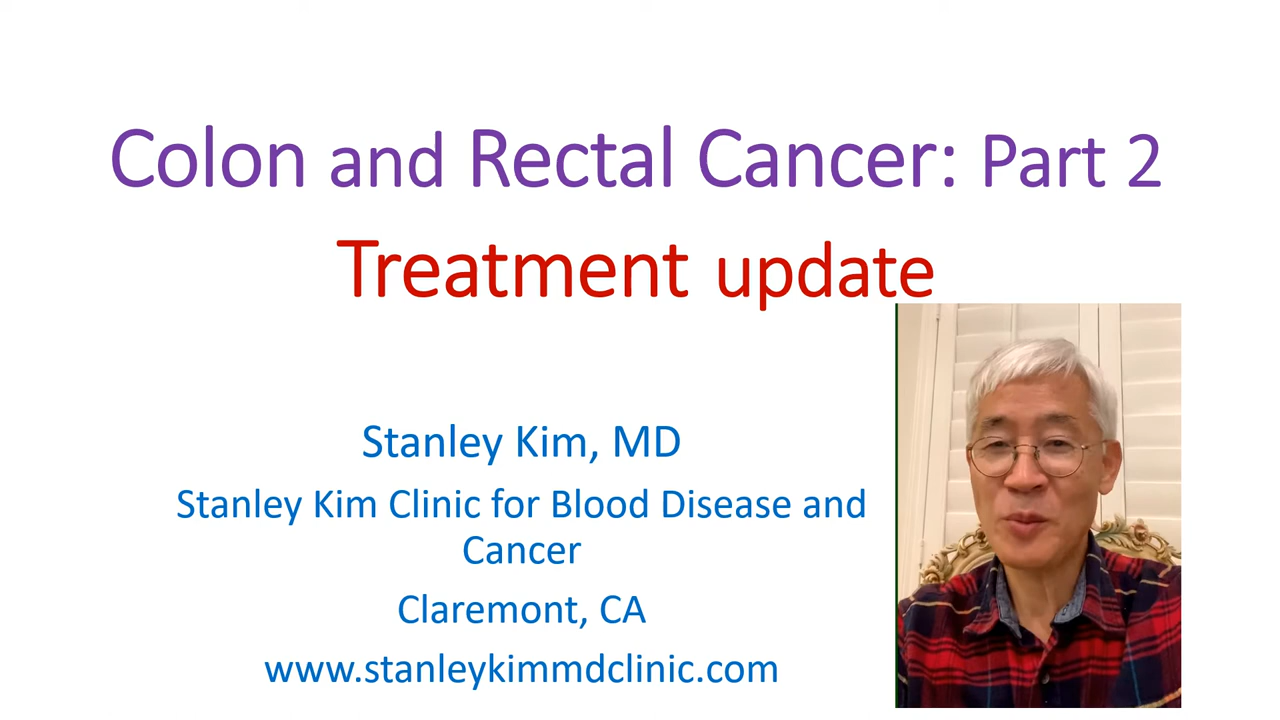 Colon and Rectal Cancer: Part 2
Treatment update
Stanley Kim, MD
Stanley Kim Clinic for Blood Disease and
Cancer
Claremont, CA
www.stanleykimmdclinic.com